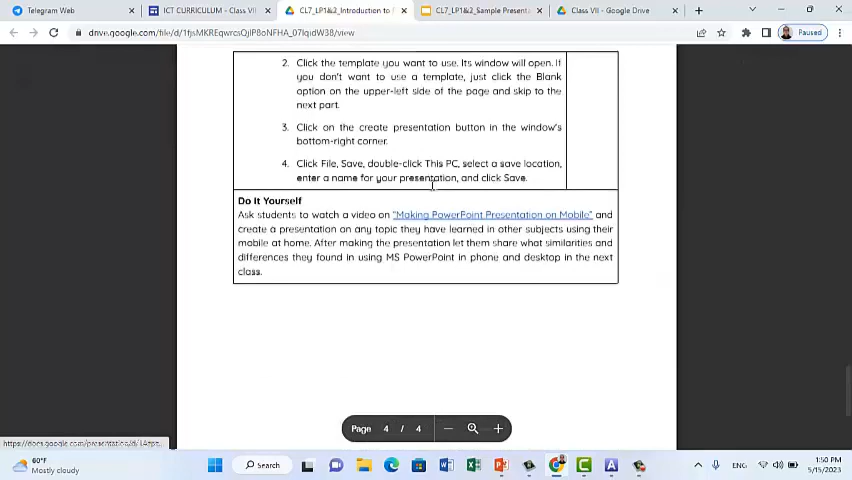 Telegram Web
ICT CURRICULUM - Class VII
CL7_LP1&2_Introduction to
CL7_LP1&2_Sample Presenta
Class VII - Google Drive
Paused
2. Click the template you want to use. Its window will open. If
you don't want to use a template, just click the Blank
option on the upper-left side of the page and skip to the
next part.
3. Click on the create presentation button in the window's
bottom-right corner.
4. Click File, Save, double-click This PC, select a save location,
enter a name for your presentation, and click Save.
Do It Yourself
Ask students to watch a video on "Making PowerPoint Presentation on Mobile" and
create a presentation on any topic they have learned in other subjects using their
mobile at home. After making the presentation let them share what similarities and
differences they found in using MS PowerPoint in phone and desktop in the next
class.
Page 4 / 4
60°F
Mostly cloudy
Search
ENG
1:50 PM
5/15/2023